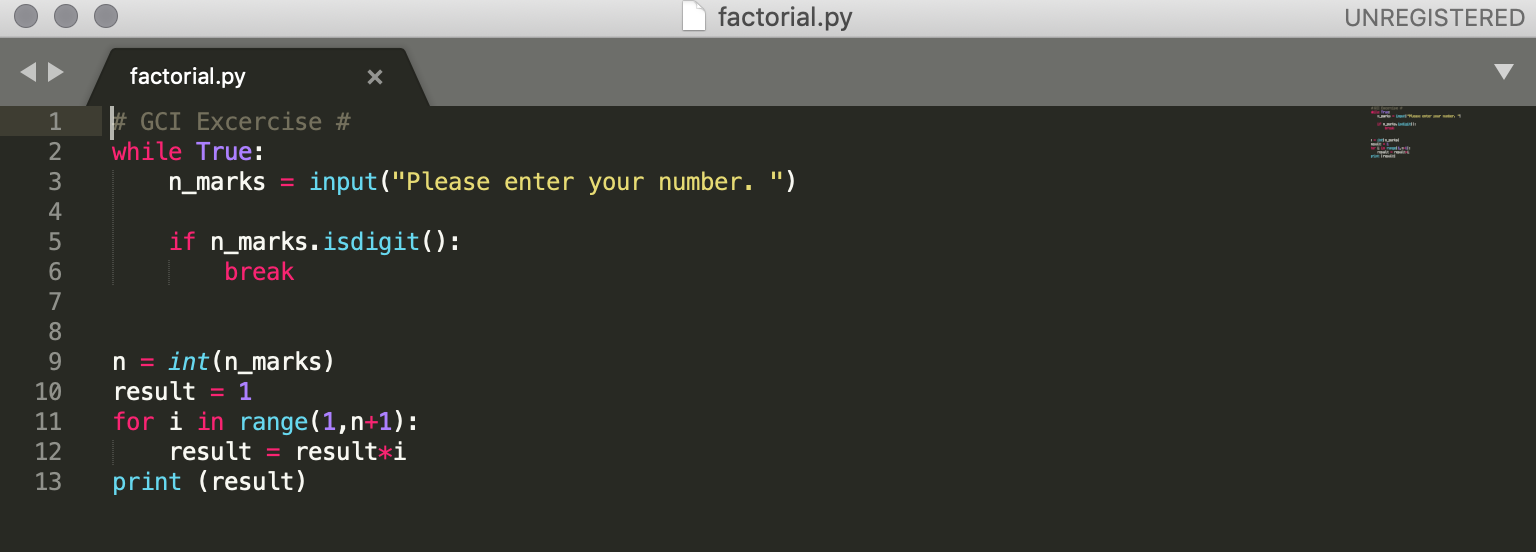 factorial.py
UNREGISTERED
factorial.py ×
1 # GCI Excercise #
2 while True:
3     n_marks = input("Please enter your number. ")
4
5     if n_marks.isdigit():
6         break
7
8
9 n = int(n_marks)
10 result = 1
11 for i in range(1,n+1):
12     result = result*i
13 print (result)